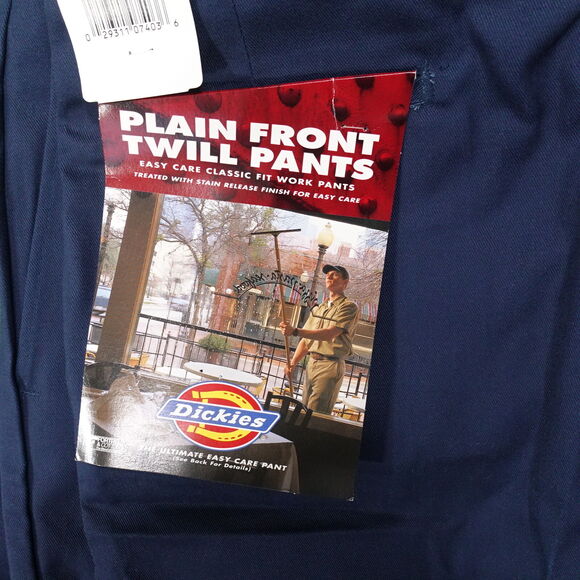 0 29311 07403 6
PLAIN FRONT
TWILL PANTS
EASY CARE CLASSIC FIT WORK PANTS
TREATED WITH STAIN RELEASE FINISH FOR EASY CARE
Dickies
ULTIMATE EASY CARE PANT
(See Back For Details)